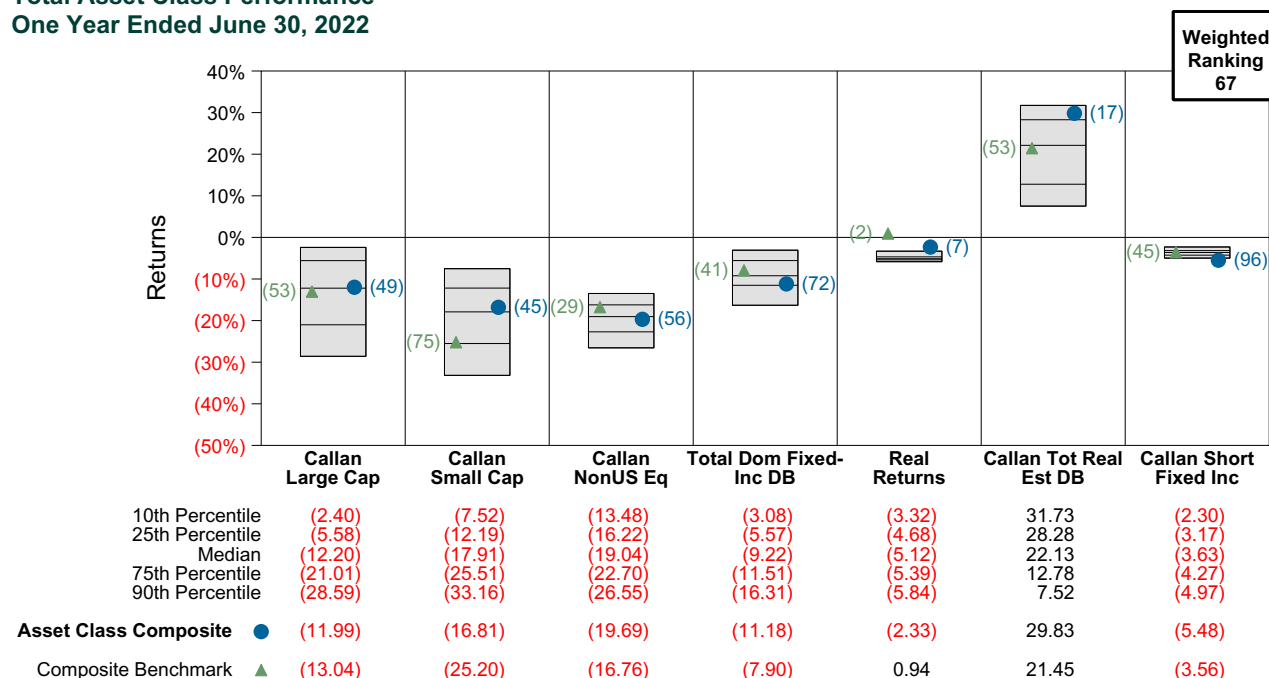 Total Asset Class Performance
One Year Ended June 30, 2022
Weighted
Ranking
67
Returns
40%
30%
20%
10%
0%
(10%)
(20%)
(30%)
(40%)
(50%)
(53) (49)
(75) (45)
(29) (56)
(41) (72)
(2) (7)
(53) (17)
(45) (96)
Callan Callan Callan Total Dom Fixed- Real Callan Tot Real Callan Short
Large Cap Small Cap NonUS Eq Inc DB Returns Est DB Fixed Inc
10th Percentile (2.40) (7.52) (13.48) (3.08) (3.32) 31.73 (2.30)
25th Percentile (5.58) (12.19) (16.22) (5.57) (4.68) 28.28 (3.17)
Median (12.20) (17.91) (19.04) (9.22) (5.12) 22.13 (3.63)
75th Percentile (21.01) (25.51) (22.70) (11.51) (5.39) 12.78 (4.27)
90th Percentile (28.59) (33.16) (26.55) (16.31) (5.84) 7.52 (4.97)
Asset Class Composite (11.99) (16.81) (19.69) (11.18) (2.33) 29.83 (5.48)
Composite Benchmark (13.04) (25.20) (16.76) (7.90) 0.94 21.45 (3.56)